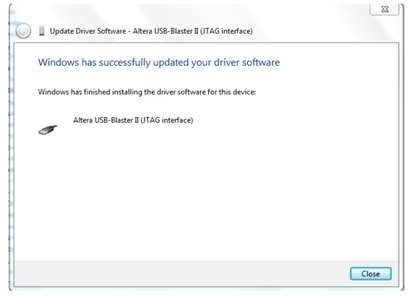 Update Driver Software - Altera USB-Blaster II (JTAG interface)
Windows has successfully updated your driver software
Windows has finished installing the driver software for this device:
Altera USB-Blaster II (JTAG interface)
Close